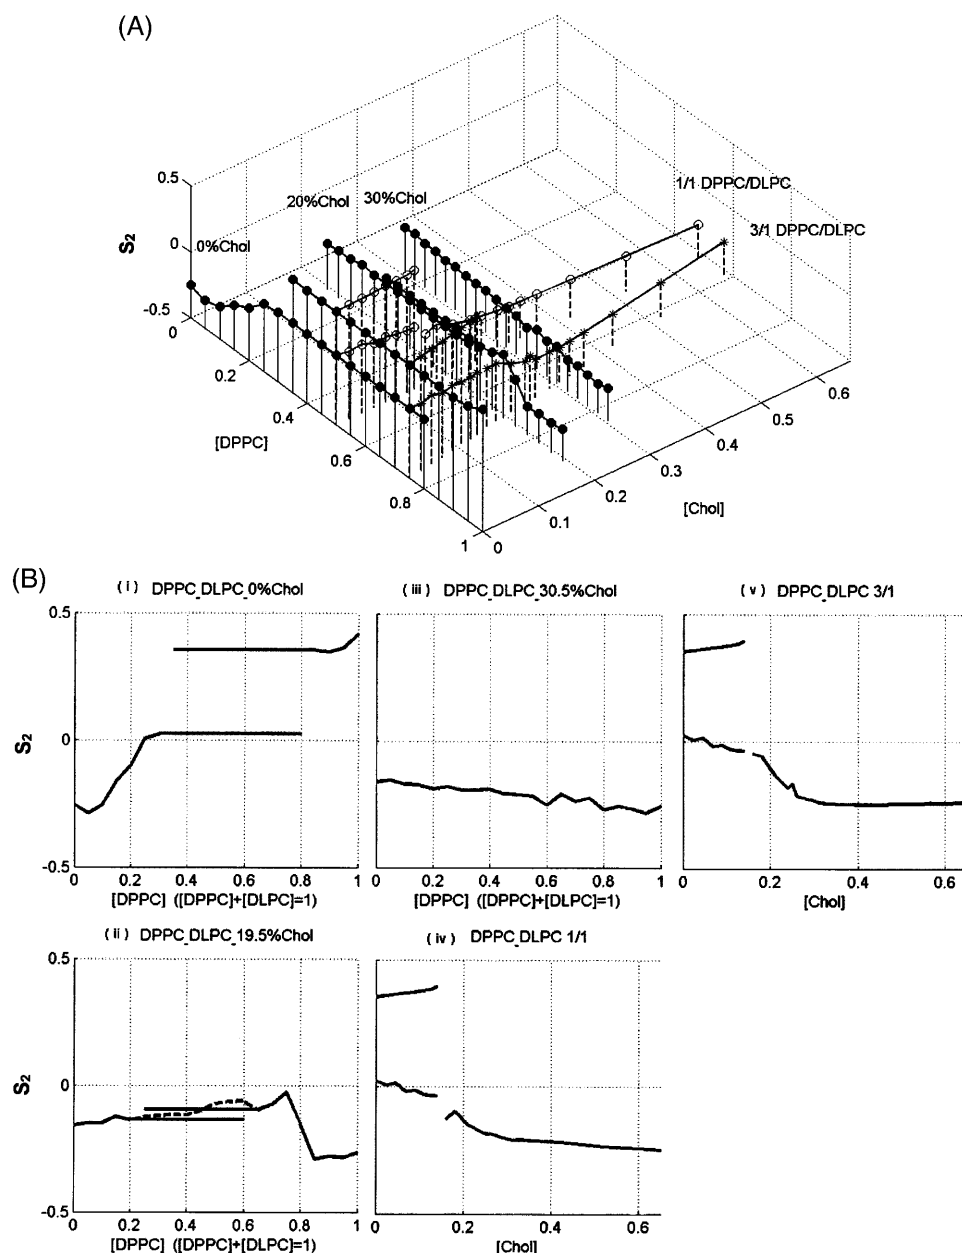 (A)
0.5
0
-0.5
S2
0%Chol
20%Chol
30%Chol
1/1 DPPC/DLPC
3/1 DPPC/DLPC
0
0.2
0.4
0.6
0.8
1
[DPPC]
0
0.1
0.2
0.3
0.4
0.5
0.6
[Chol]
(B)
(i) DPPC_DLPC_0%Chol
0.5
0
-0.5
S2
0 0.2 0.4 0.6 0.8 1
[DPPC] ([DPPC]+[DLPC]=1)
(iii) DPPC_DLPC_30.5%Chol
0 0.2 0.4 0.6 0.8 1
[DPPC] ([DPPC]+[DLPC]=1)
(v) DPPC_DLPC 3/1
0.2 0.4 0.6
[Chol]
(ii) DPPC_DLPC_19.5%Chol
0.5
0
-0.5
S2
0 0.2 0.4 0.6 0.8 1
[DPPC] ([DPPC]+[DLPC]=1)
(iv) DPPC_DLPC 1/1
0 0.2 0.4 0.6
[Chol]